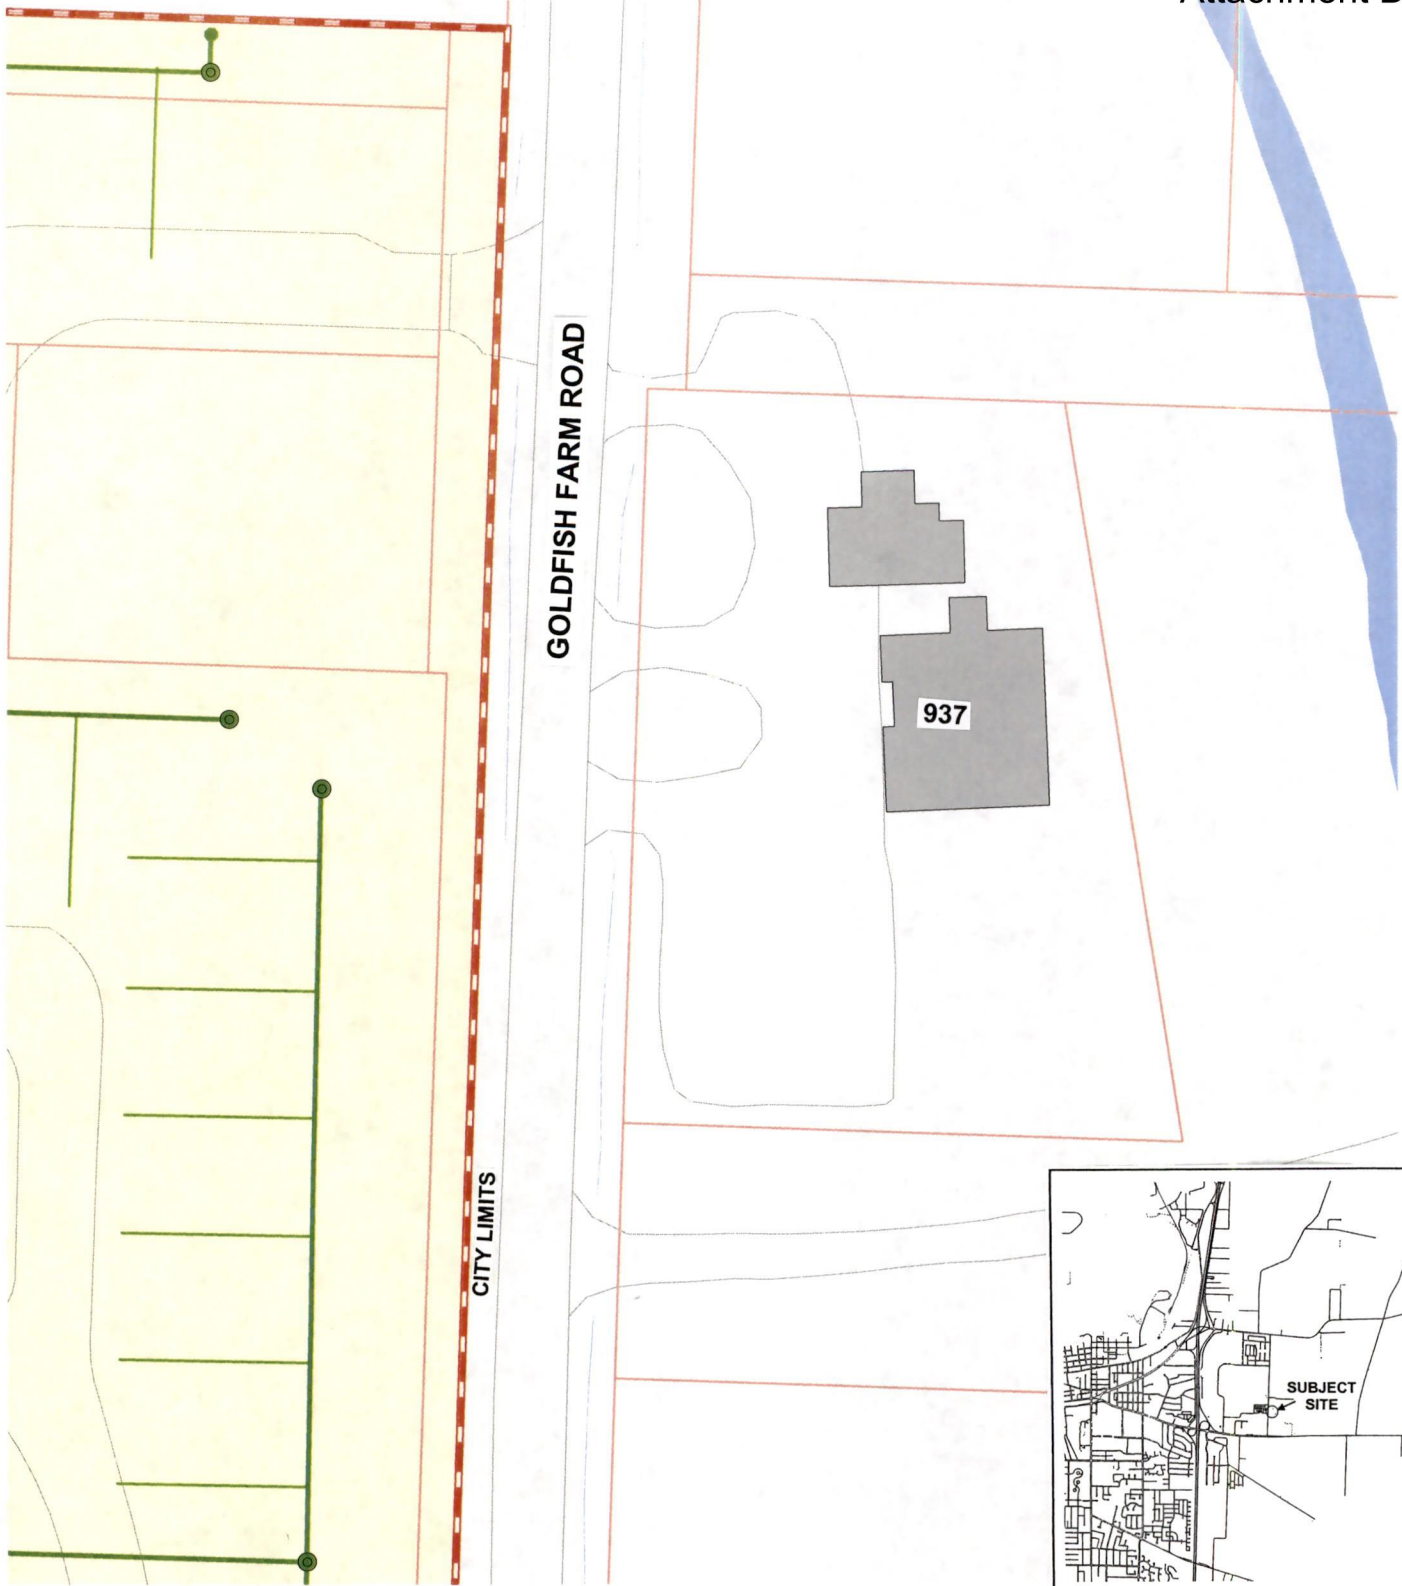 Attachment B
GOLDFISH FARM ROAD
937
CITY LIMITS
SUBJECT
SITE